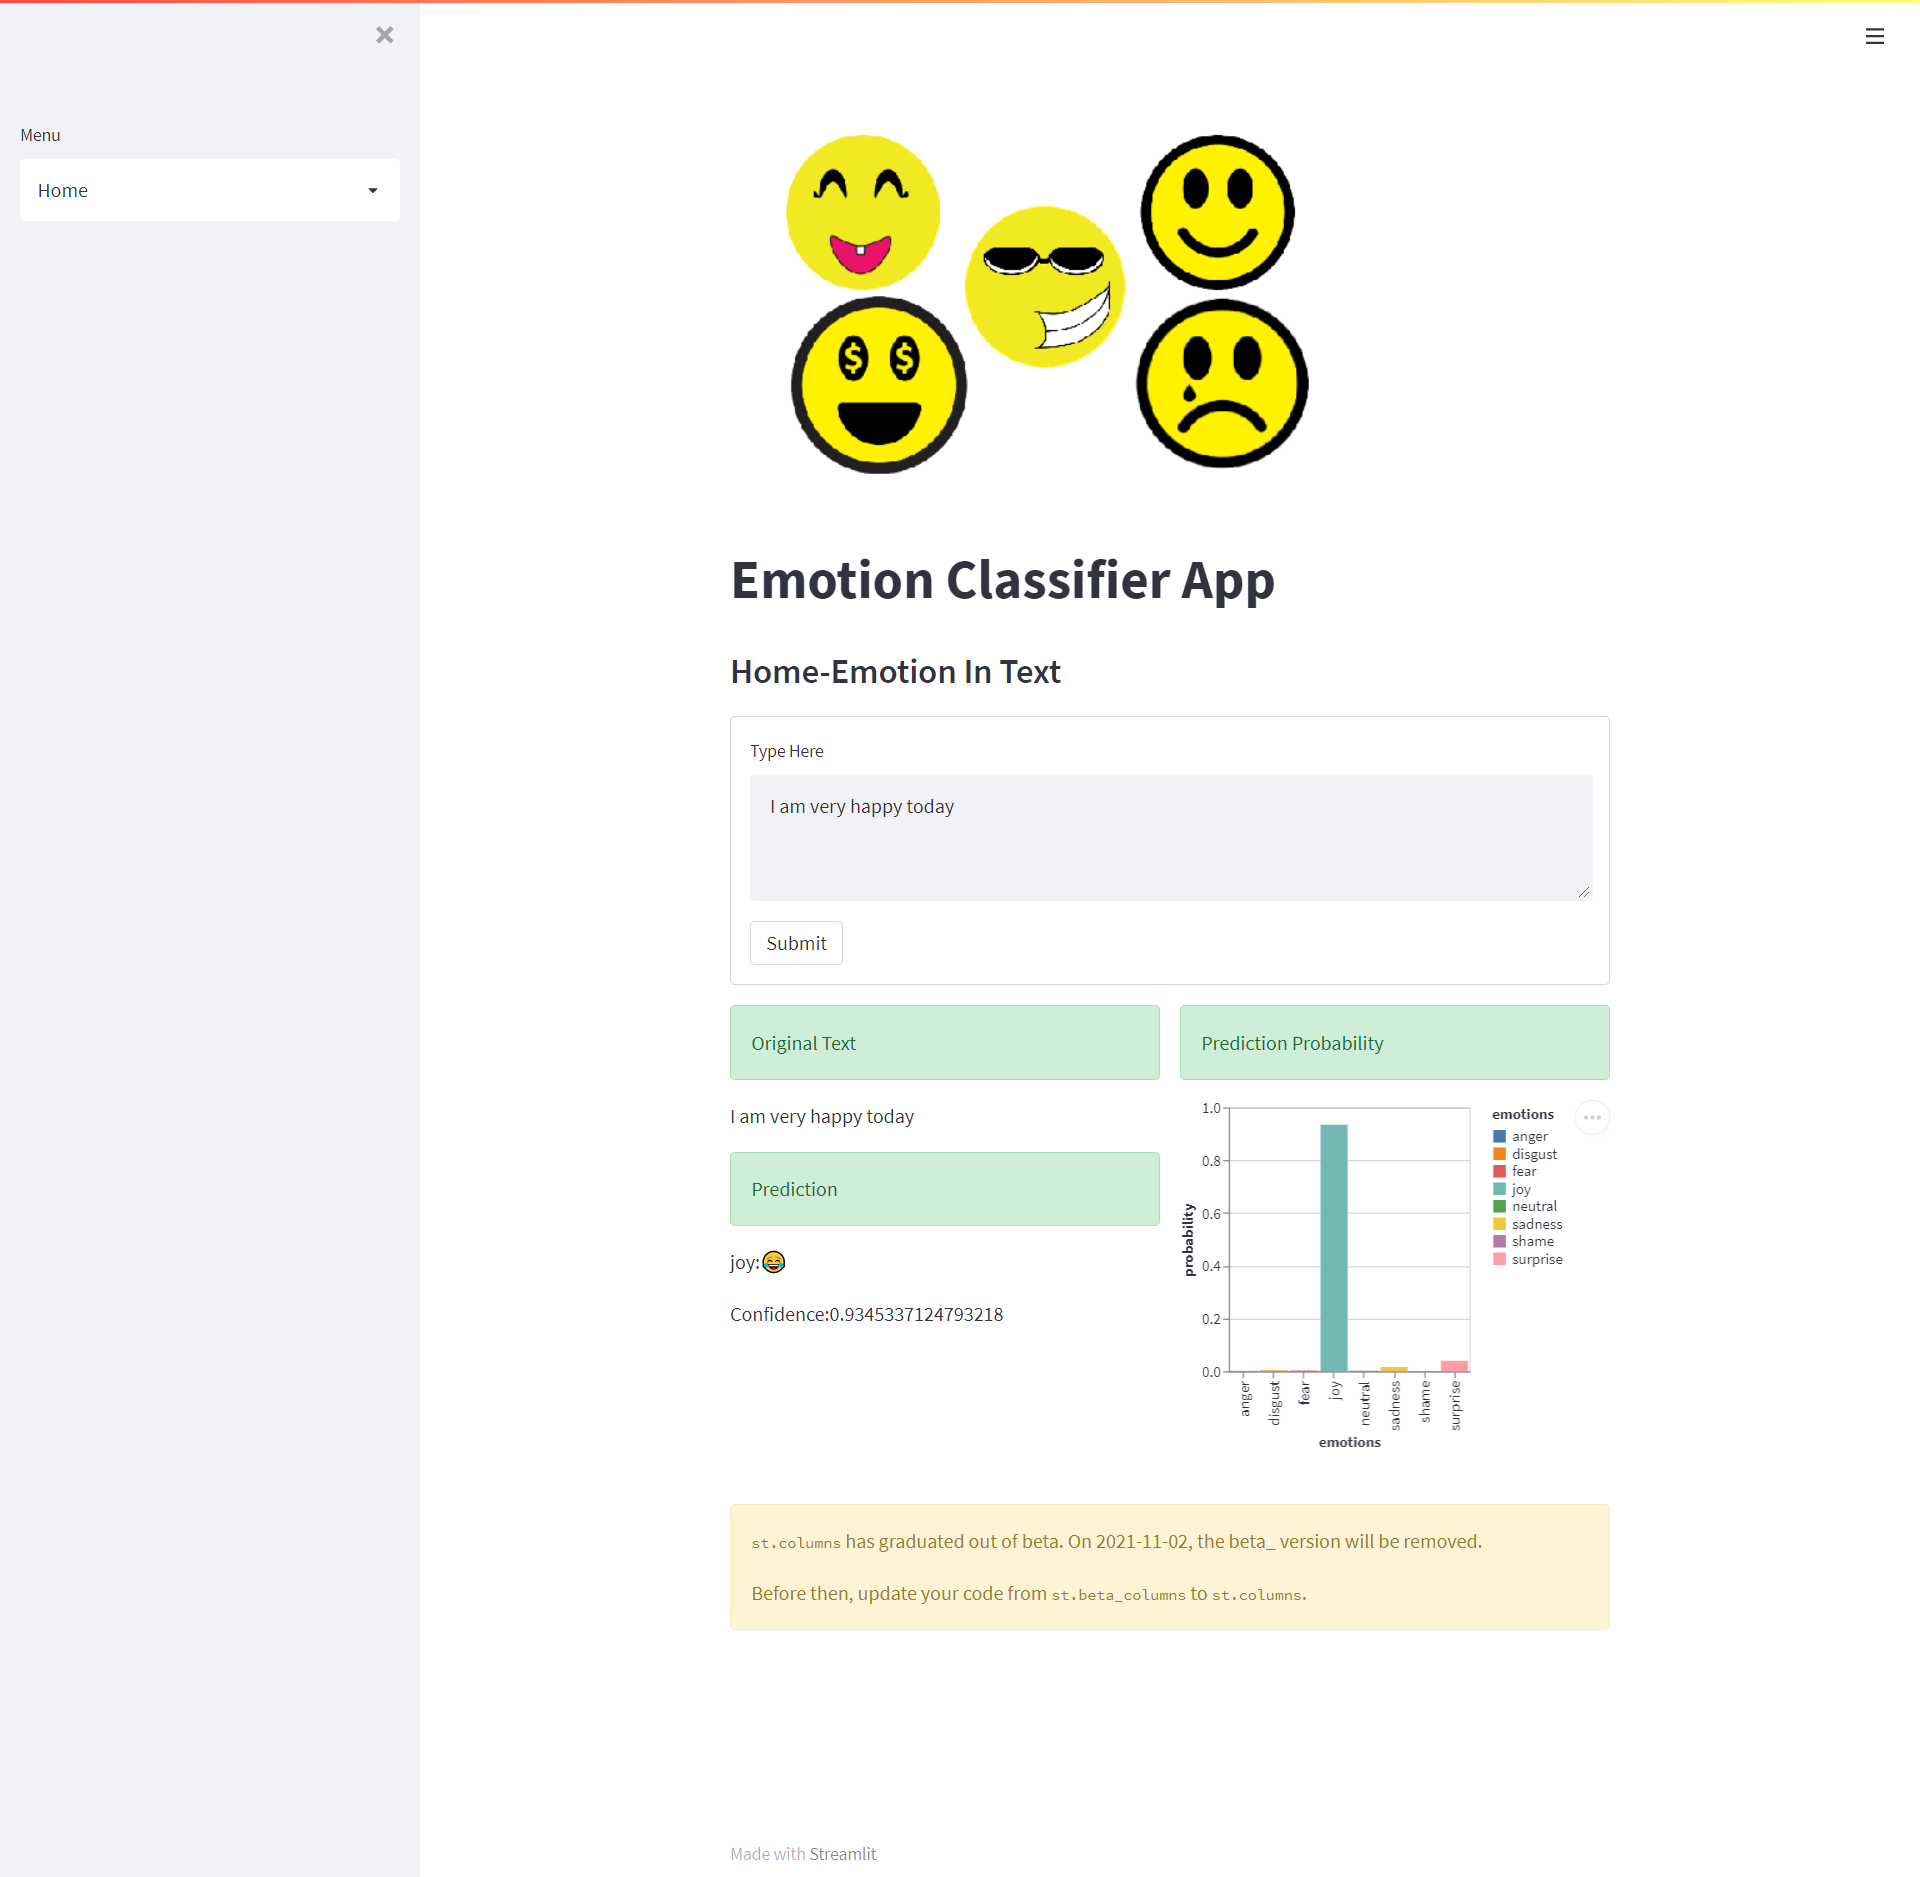 Menu
Home
$ $
Emotion Classifier App
Home-Emotion In Text
Type Here
I am very happy today
Submit
Original Text
Prediction Probability
I am very happy today
Prediction
joy:😂
Confidence:0.9345337124793218
1.0
0.8
0.6
0.4
0.2
0.0
probability
anger
disgust
fear
joy
neutral
sadness
shame
surprise
emotions
emotions
anger
disgust
fear
joy
neutral
sadness
shame
surprise
st.columns has graduated out of beta. On 2021-11-02, the beta_ version will be removed.
Before then, update your code from st.beta_columns to st.columns.
Made with Streamlit